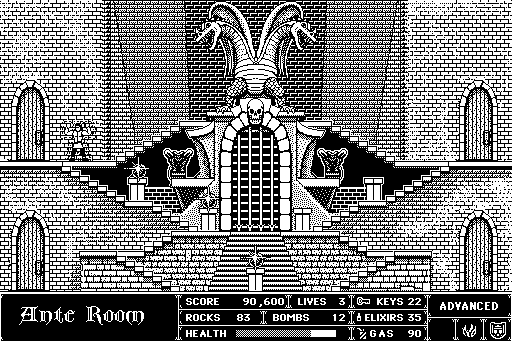 Ante Room
SCORE 90,600 LIVES 3 KEYS 22
ROCKS 83 BOMBS 12 ELIXIRS 35
HEALTH GAS 90
ADVANCED